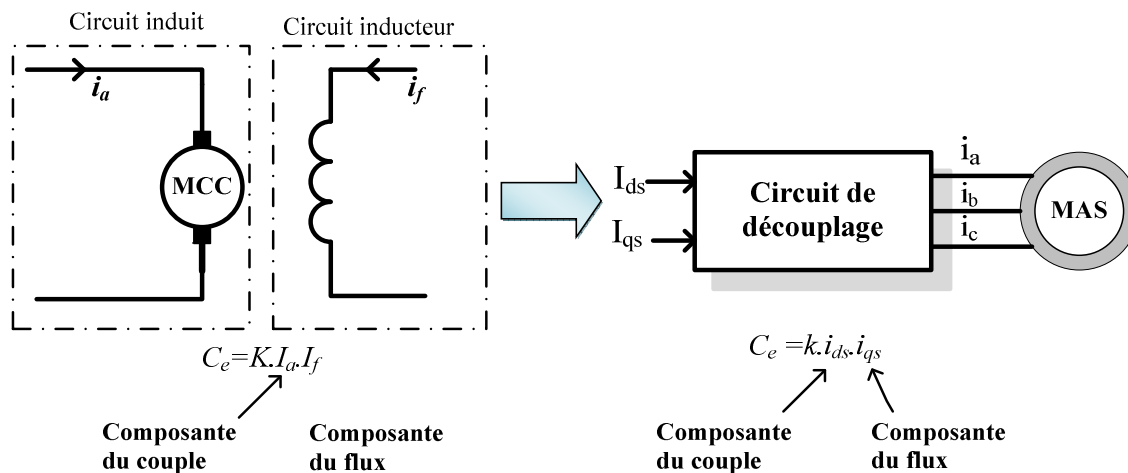 Circuit induit
Circuit inducteur
i_a
i_f
MCC
I_ds
I_qs
Circuit de
découplage
i_a
i_b
i_c
MAS
C_e=K.I_a.I_f
C_e =k.i_ds.i_qs
Composante
du couple
Composante
du flux
Composante
du couple
Composante
du flux